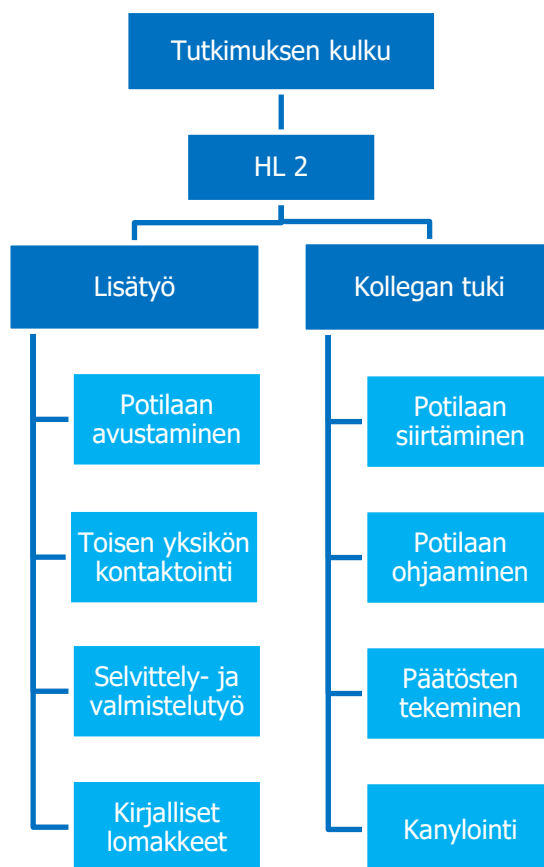 Tutkimuksen kulku
HL 2
Lisätyö
Kollegan tuki
Potilaan
avustaminen
Potilaan
siirtäminen
Toisen yksikön
kontaktointi
Potilaan
ohjaaminen
Selvittely- ja
valmistelutyö
Päätösten
tekeminen
Kirjalliset
lomakkeet
Kanylointi